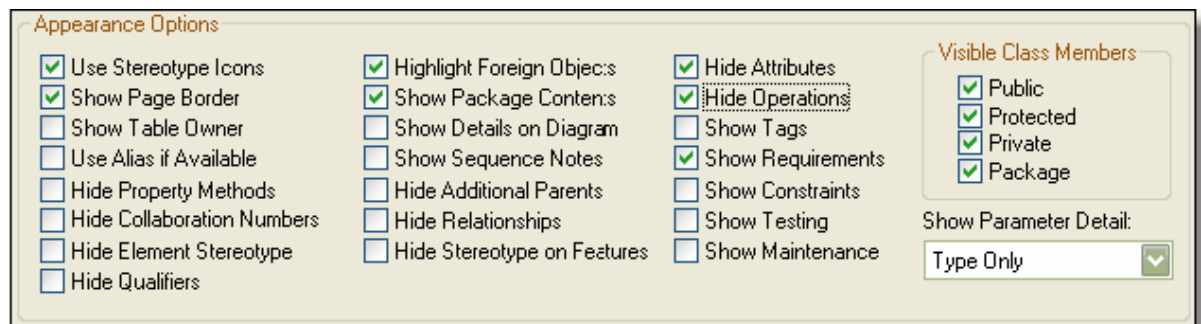 Appearance Options
Use Stereotype Icons
Show Page Border
Show Table Owner
Use Alias if Available
Hide Property Methods
Hide Collaboration Numbers
Hide Element Stereotype
Hide Qualifiers
Highlight Foreign Objec:s
Show Package Conten:s
Show Details on Diagram
Show Sequence Notes
Hide Additional Parents
Hide Relationships
Hide Stereotype on Features
Hide Attributes
Hide Operations
Show Tags
Show Requirements
Show Constraints
Show Testing
Show Maintenance
Visible Class Members
Public
Protected
Private
Package
Show Parameter Detail:
Type Only